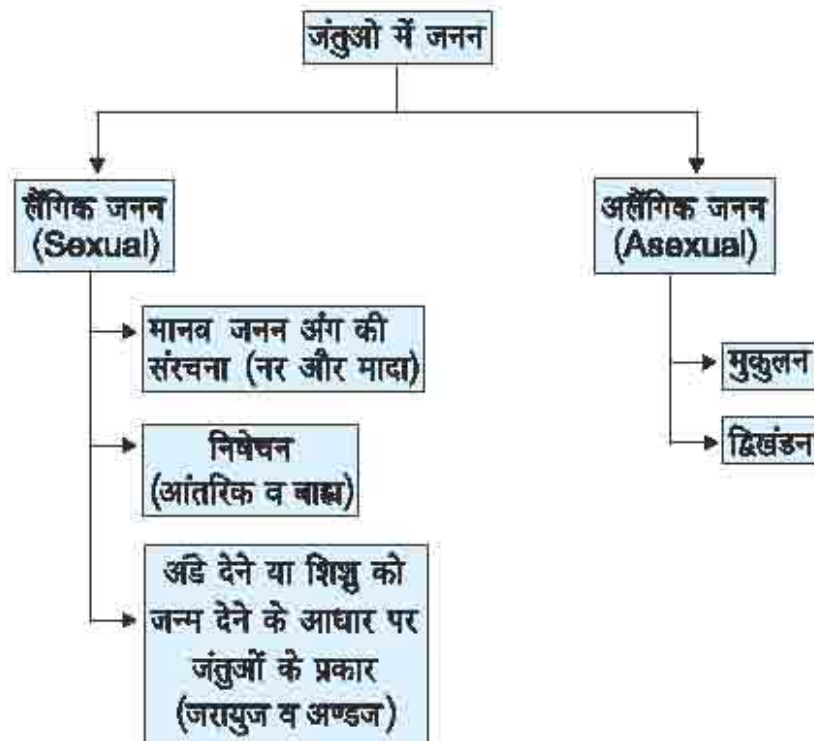 जंतुओ में जनन
लैंगिक जनन
(Sexual)
अलैंगिक जनन
(Asexual)
मानव जनन अंग की
संरचना (नर और मादा)
मुकुलन
निषेचन
(आंतरिक व बाह्य)
द्विखंडन
अंडे देने या शिशु को
जन्म देने के आधार पर
जंतुओं के प्रकार
(जरायुज व अण्डज)